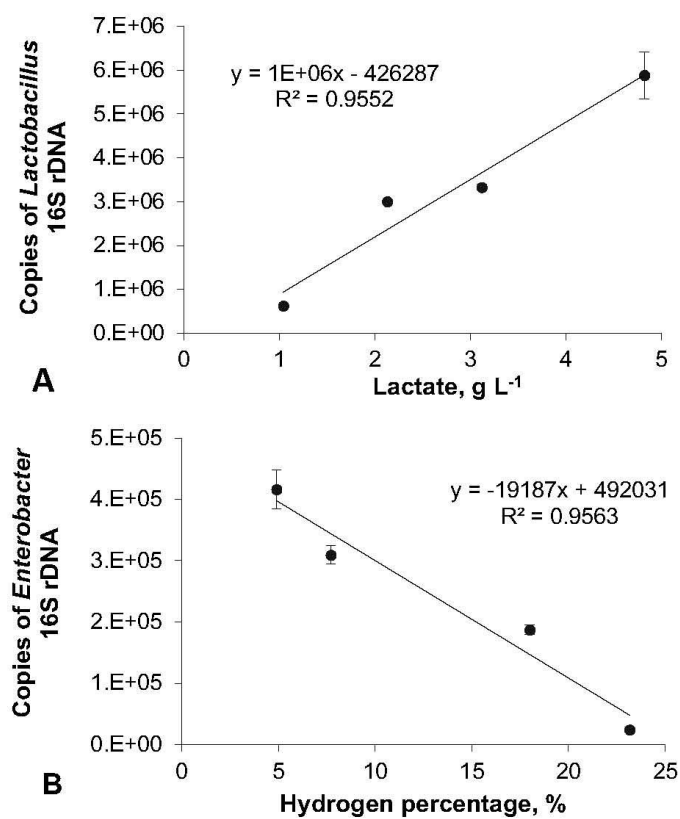 7.E+06
6.E+06
5.E+06
4.E+06
3.E+06
2.E+06
1.E+06
0.E+00
Copies of Lactobacillus
16S rDNA
y = 1E+06x - 426287
R² = 0.9552
0 1 2 3 4 5
Lactate, g L⁻¹
A
5.E+05
4.E+05
3.E+05
2.E+05
1.E+05
0.E+00
Copies of Enterobacter
16S rDNA
y = -19187x + 492031
R² = 0.9563
0 5 10 15 20 25
Hydrogen percentage, %
B